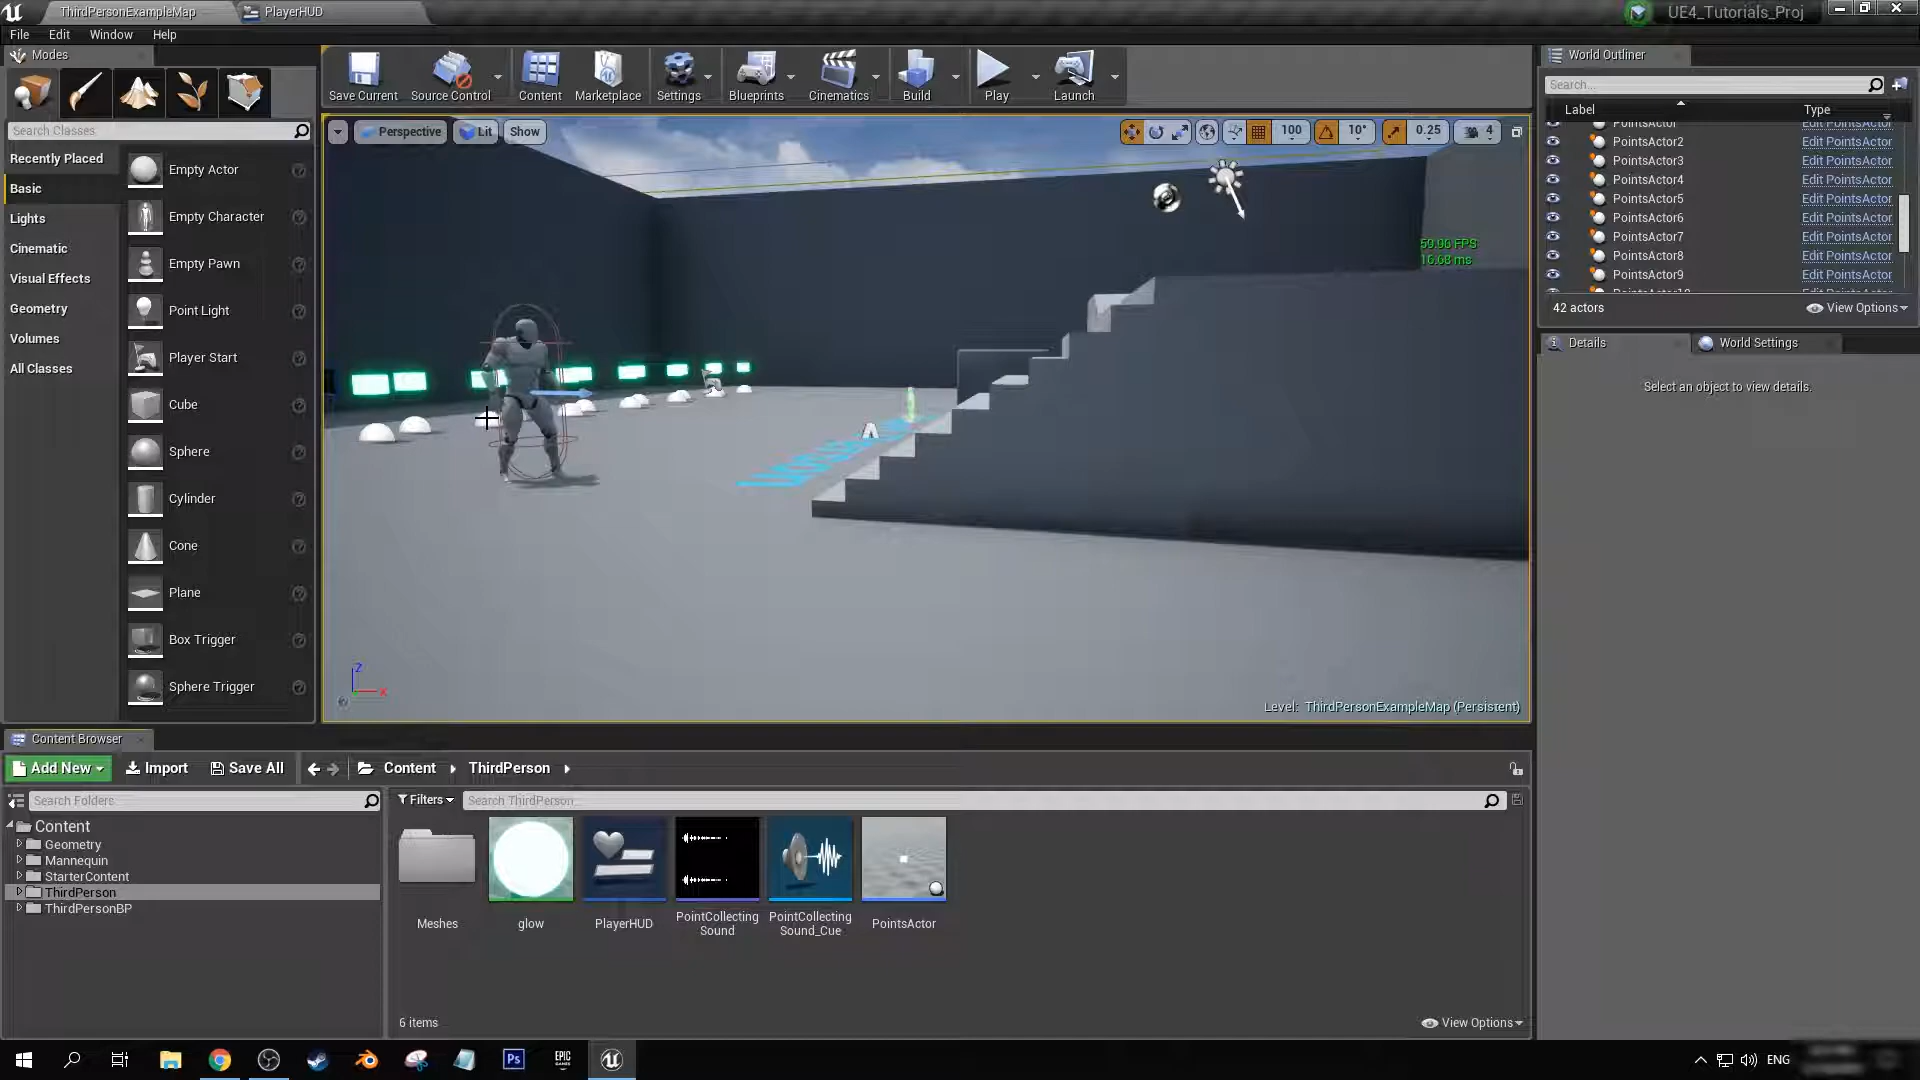 ThirdPersonExampleMap
PlayerHUD
UE4_Tutorials_Proj
File
Edit
Window
Help
Modes
Search Classes
Recently Placed
Basic
Lights
Cinematic
Visual Effects
Geometry
Volumes
All Classes
Empty Actor
Empty Character
Empty Pawn
Point Light
Player Start
Cube
Sphere
Cylinder
Cone
Plane
Box Trigger
Sphere Trigger
Save Current
Source Control
Content
Marketplace
Settings
Blueprints
Cinematics
Build
Play
Launch
Perspective
Lit
Show
100
10°
0.25
4
59.96 FPS
16.68 ms
Z
X
Level: ThirdPersonExampleMap (Persistent)
World Outliner
Search...
Label
Type
PointsActor Edit PointsActor
PointsActor2 Edit PointsActor
PointsActor3 Edit PointsActor
PointsActor4 Edit PointsActor
PointsActor5 Edit PointsActor
PointsActor6 Edit PointsActor
PointsActor7 Edit PointsActor
PointsActor8 Edit PointsActor
PointsActor9 Edit PointsActor
42 actors
View Options
Details
World Settings
Select an object to view details.
Content Browser
Add New
Import
Save All
Content
ThirdPerson
Search Folders
Content
Geometry
Mannequin
StarterContent
ThirdPerson
ThirdPersonBP
Filters
Search ThirdPerson
Meshes
glow
PlayerHUD
PointCollecting
Sound
PointCollecting
Sound_Cue
PointsActor
6 items
View Options
Ps
EPIC
GAMES
ENG